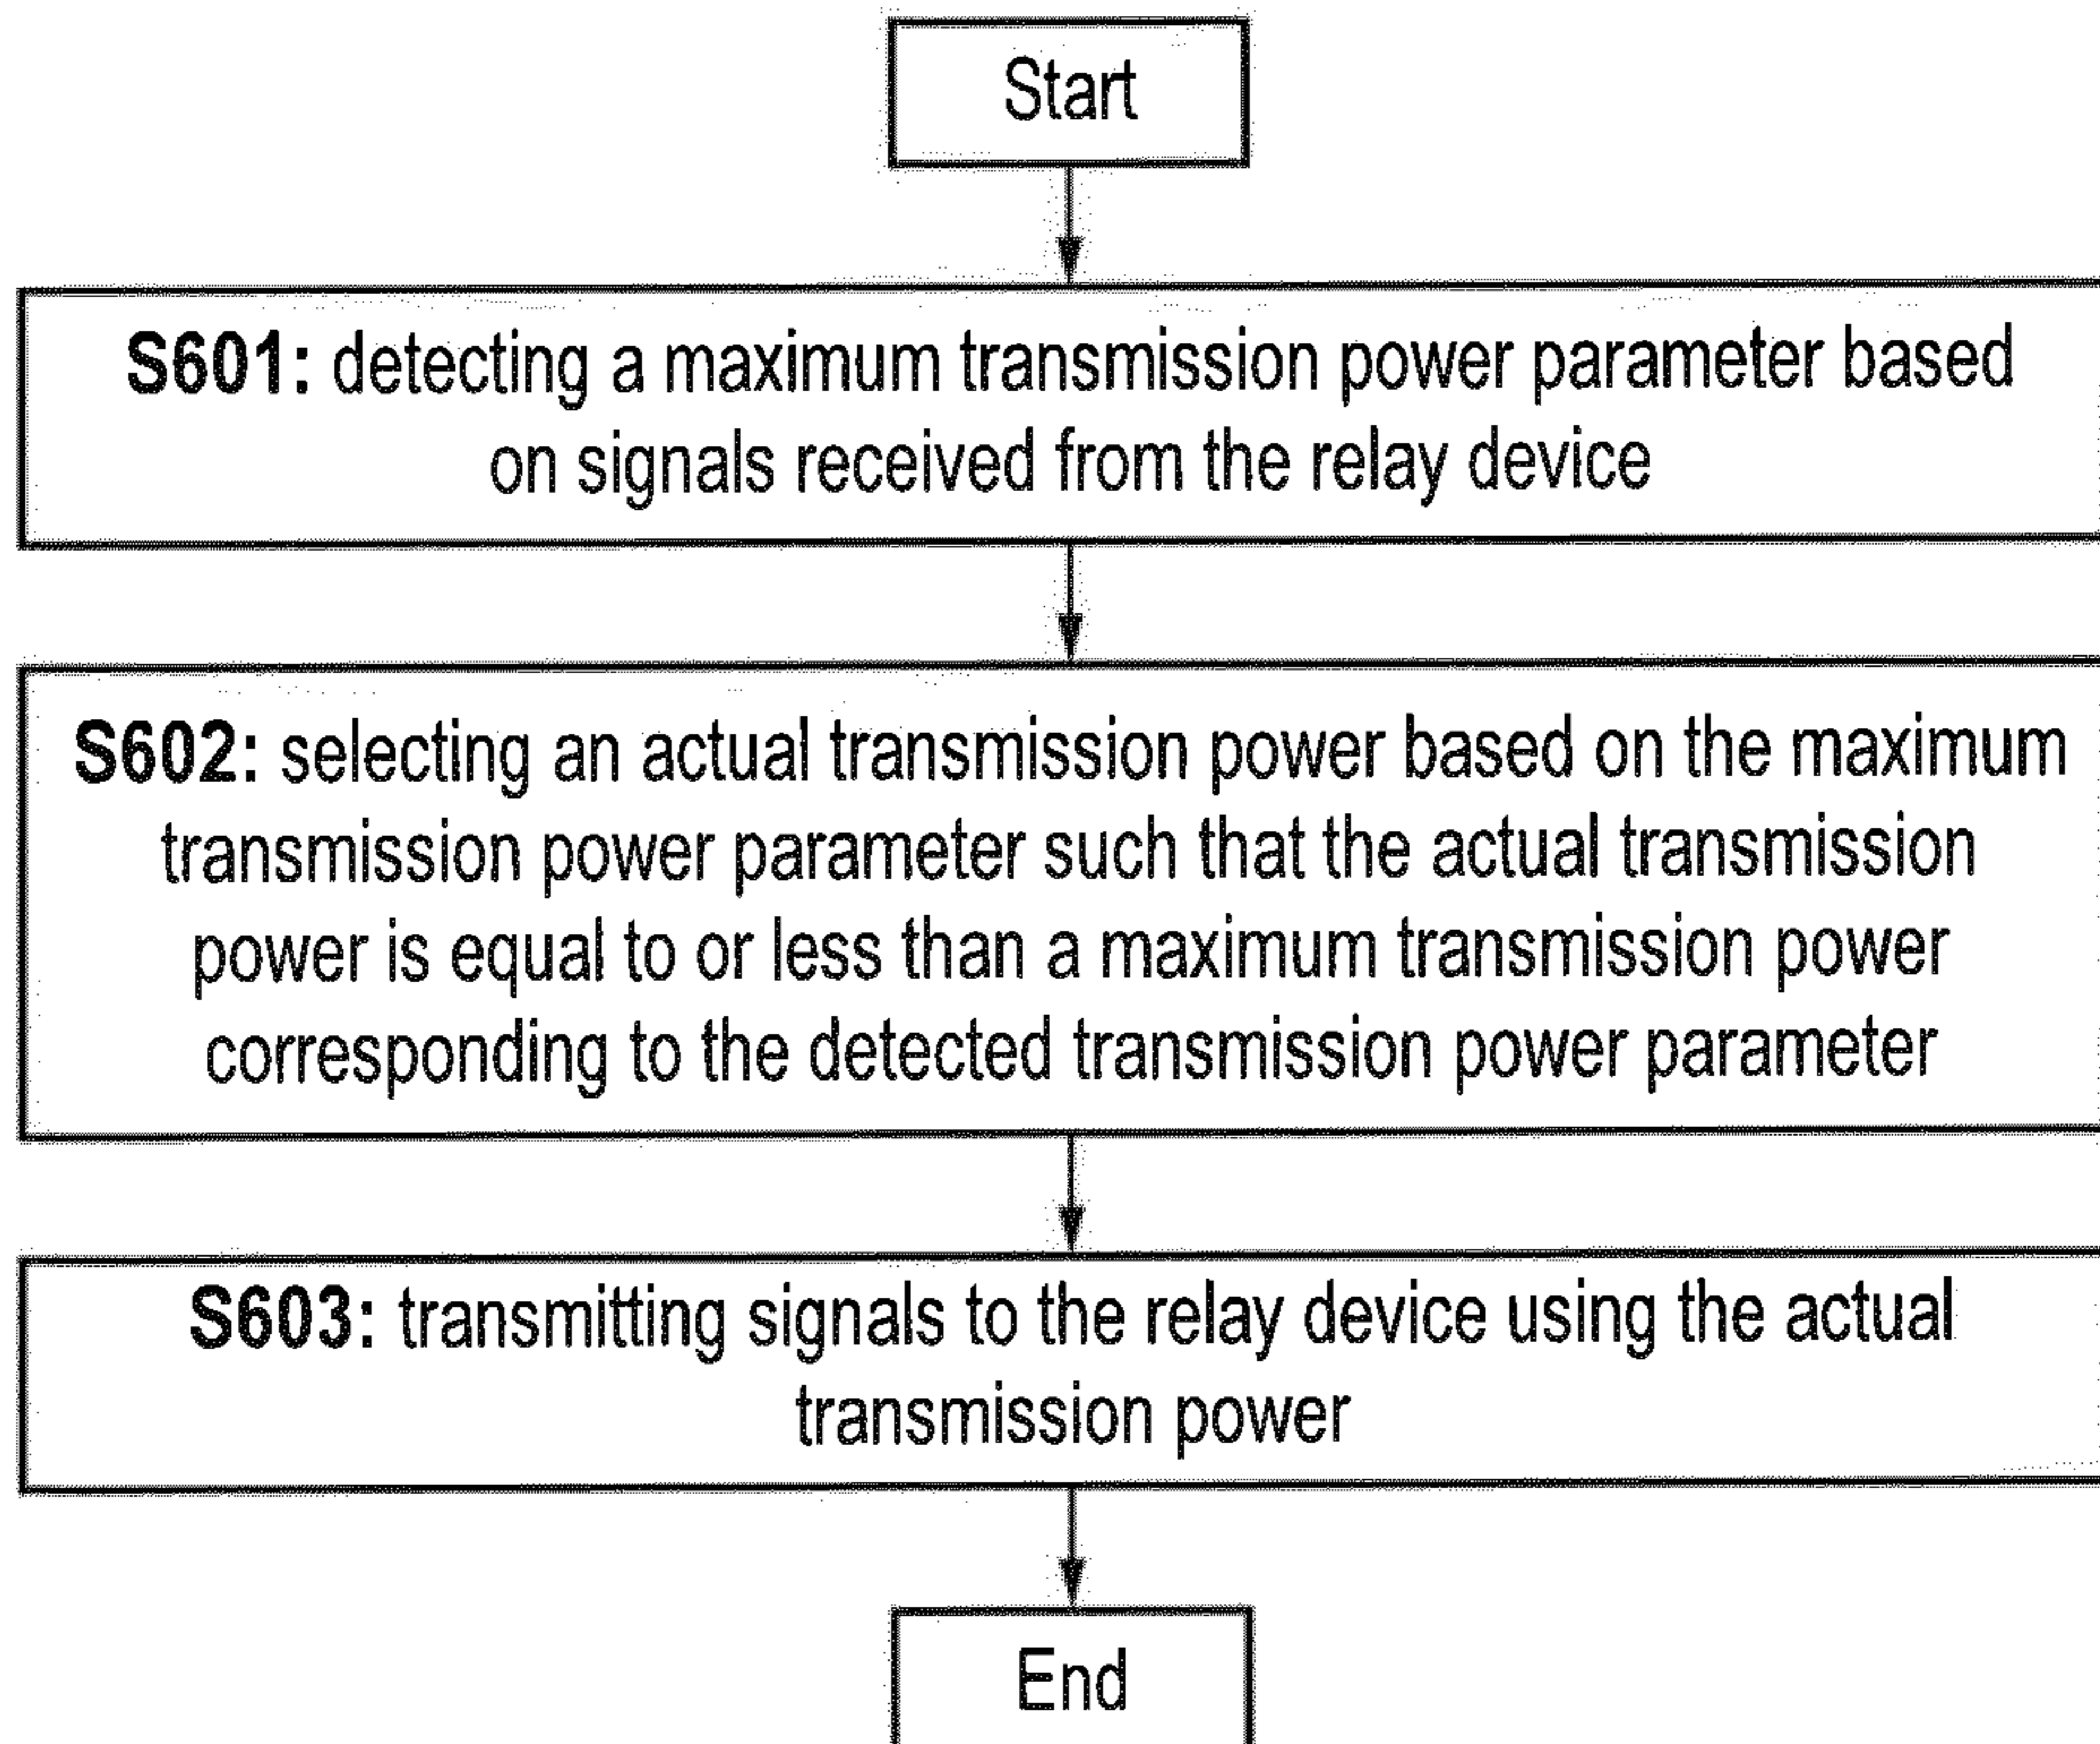 Start
S601: detecting a maximum transmission power parameter based
on signals received from the relay device
S602: selecting an actual transmission power based on the maximum
transmission power parameter such that the actual transmission
power is equal to or less than a maximum transmission power
corresponding to the detected transmission power parameter
S603: transmitting signals to the relay device using the actual
transmission power
End